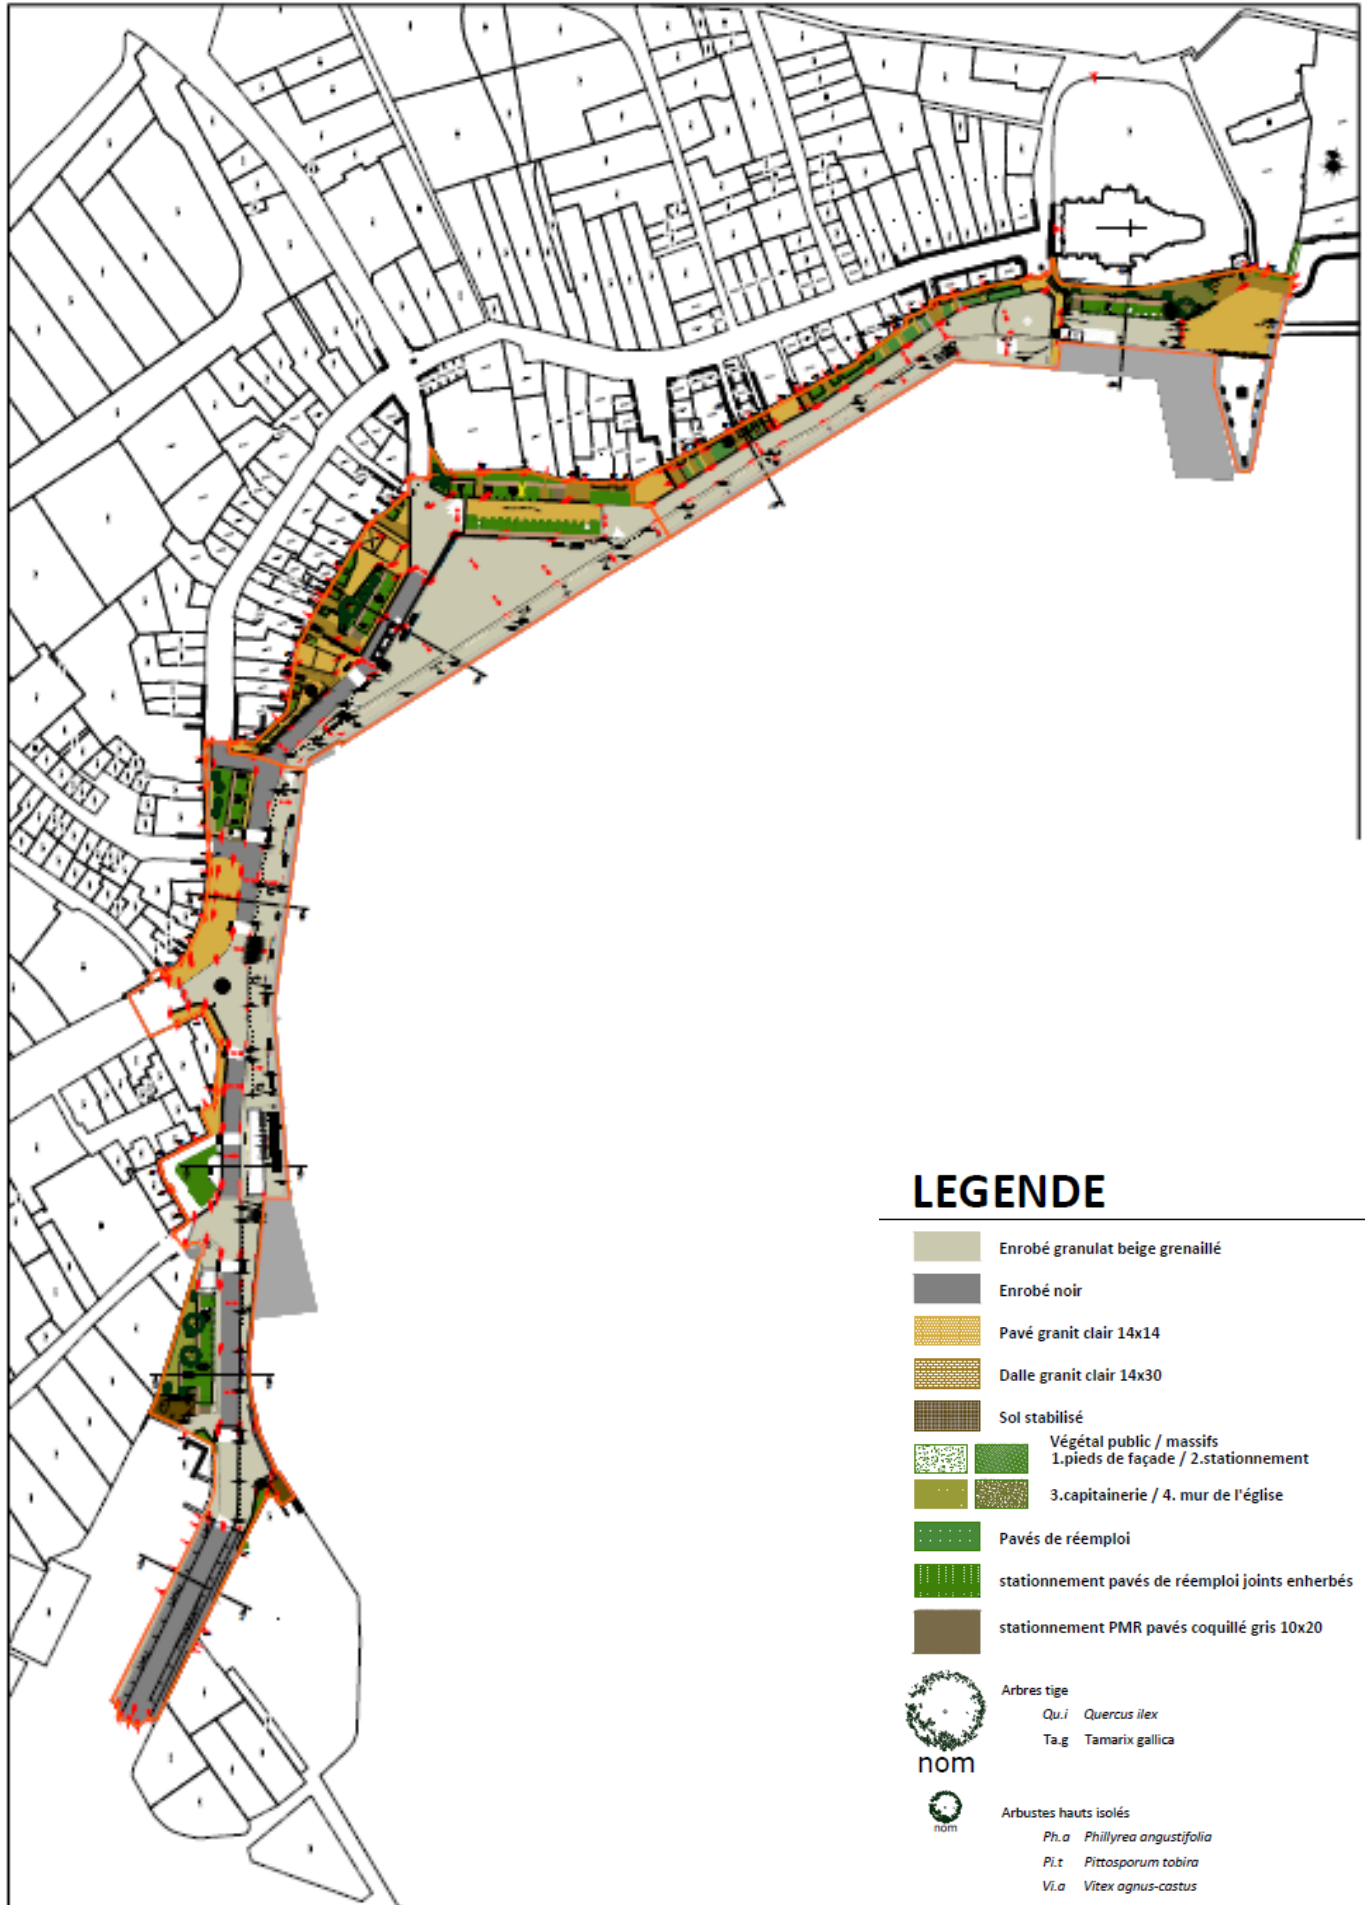 LEGENDE
Enrobé granulat beige grenaillé
Enrobé noir
Pavé granit clair 14x14
Dalle granit clair 14x30
Sol stabilisé
Végétal public / massifs
1.pieds de façade / 2.stationnement
3.capitainerie / 4. mur de l'église
Pavés de réemploi
stationnement pavés de réemploi joints enherbés
stationnement PMR pavés coquillé gris 10x20
Arbres tige
nom
Qu.i Quercus ilex
Ta.g Tamarix gallica
Arbustes hauts isolés
nom
Ph.a Phillyrea angustifolia
Pi.t Pittosporum tobira
Vi.a Vitex agnus-castus